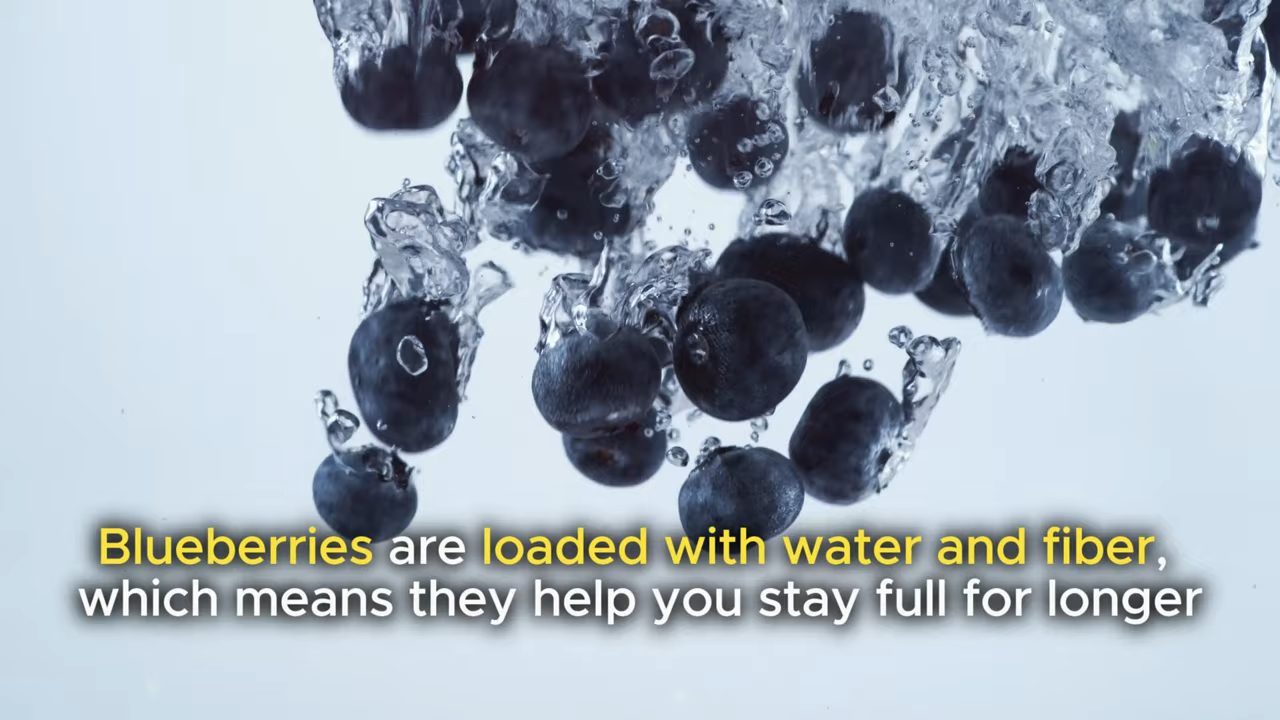 Blueberries are loaded with water and fiber,
which means they help you stay full for longer